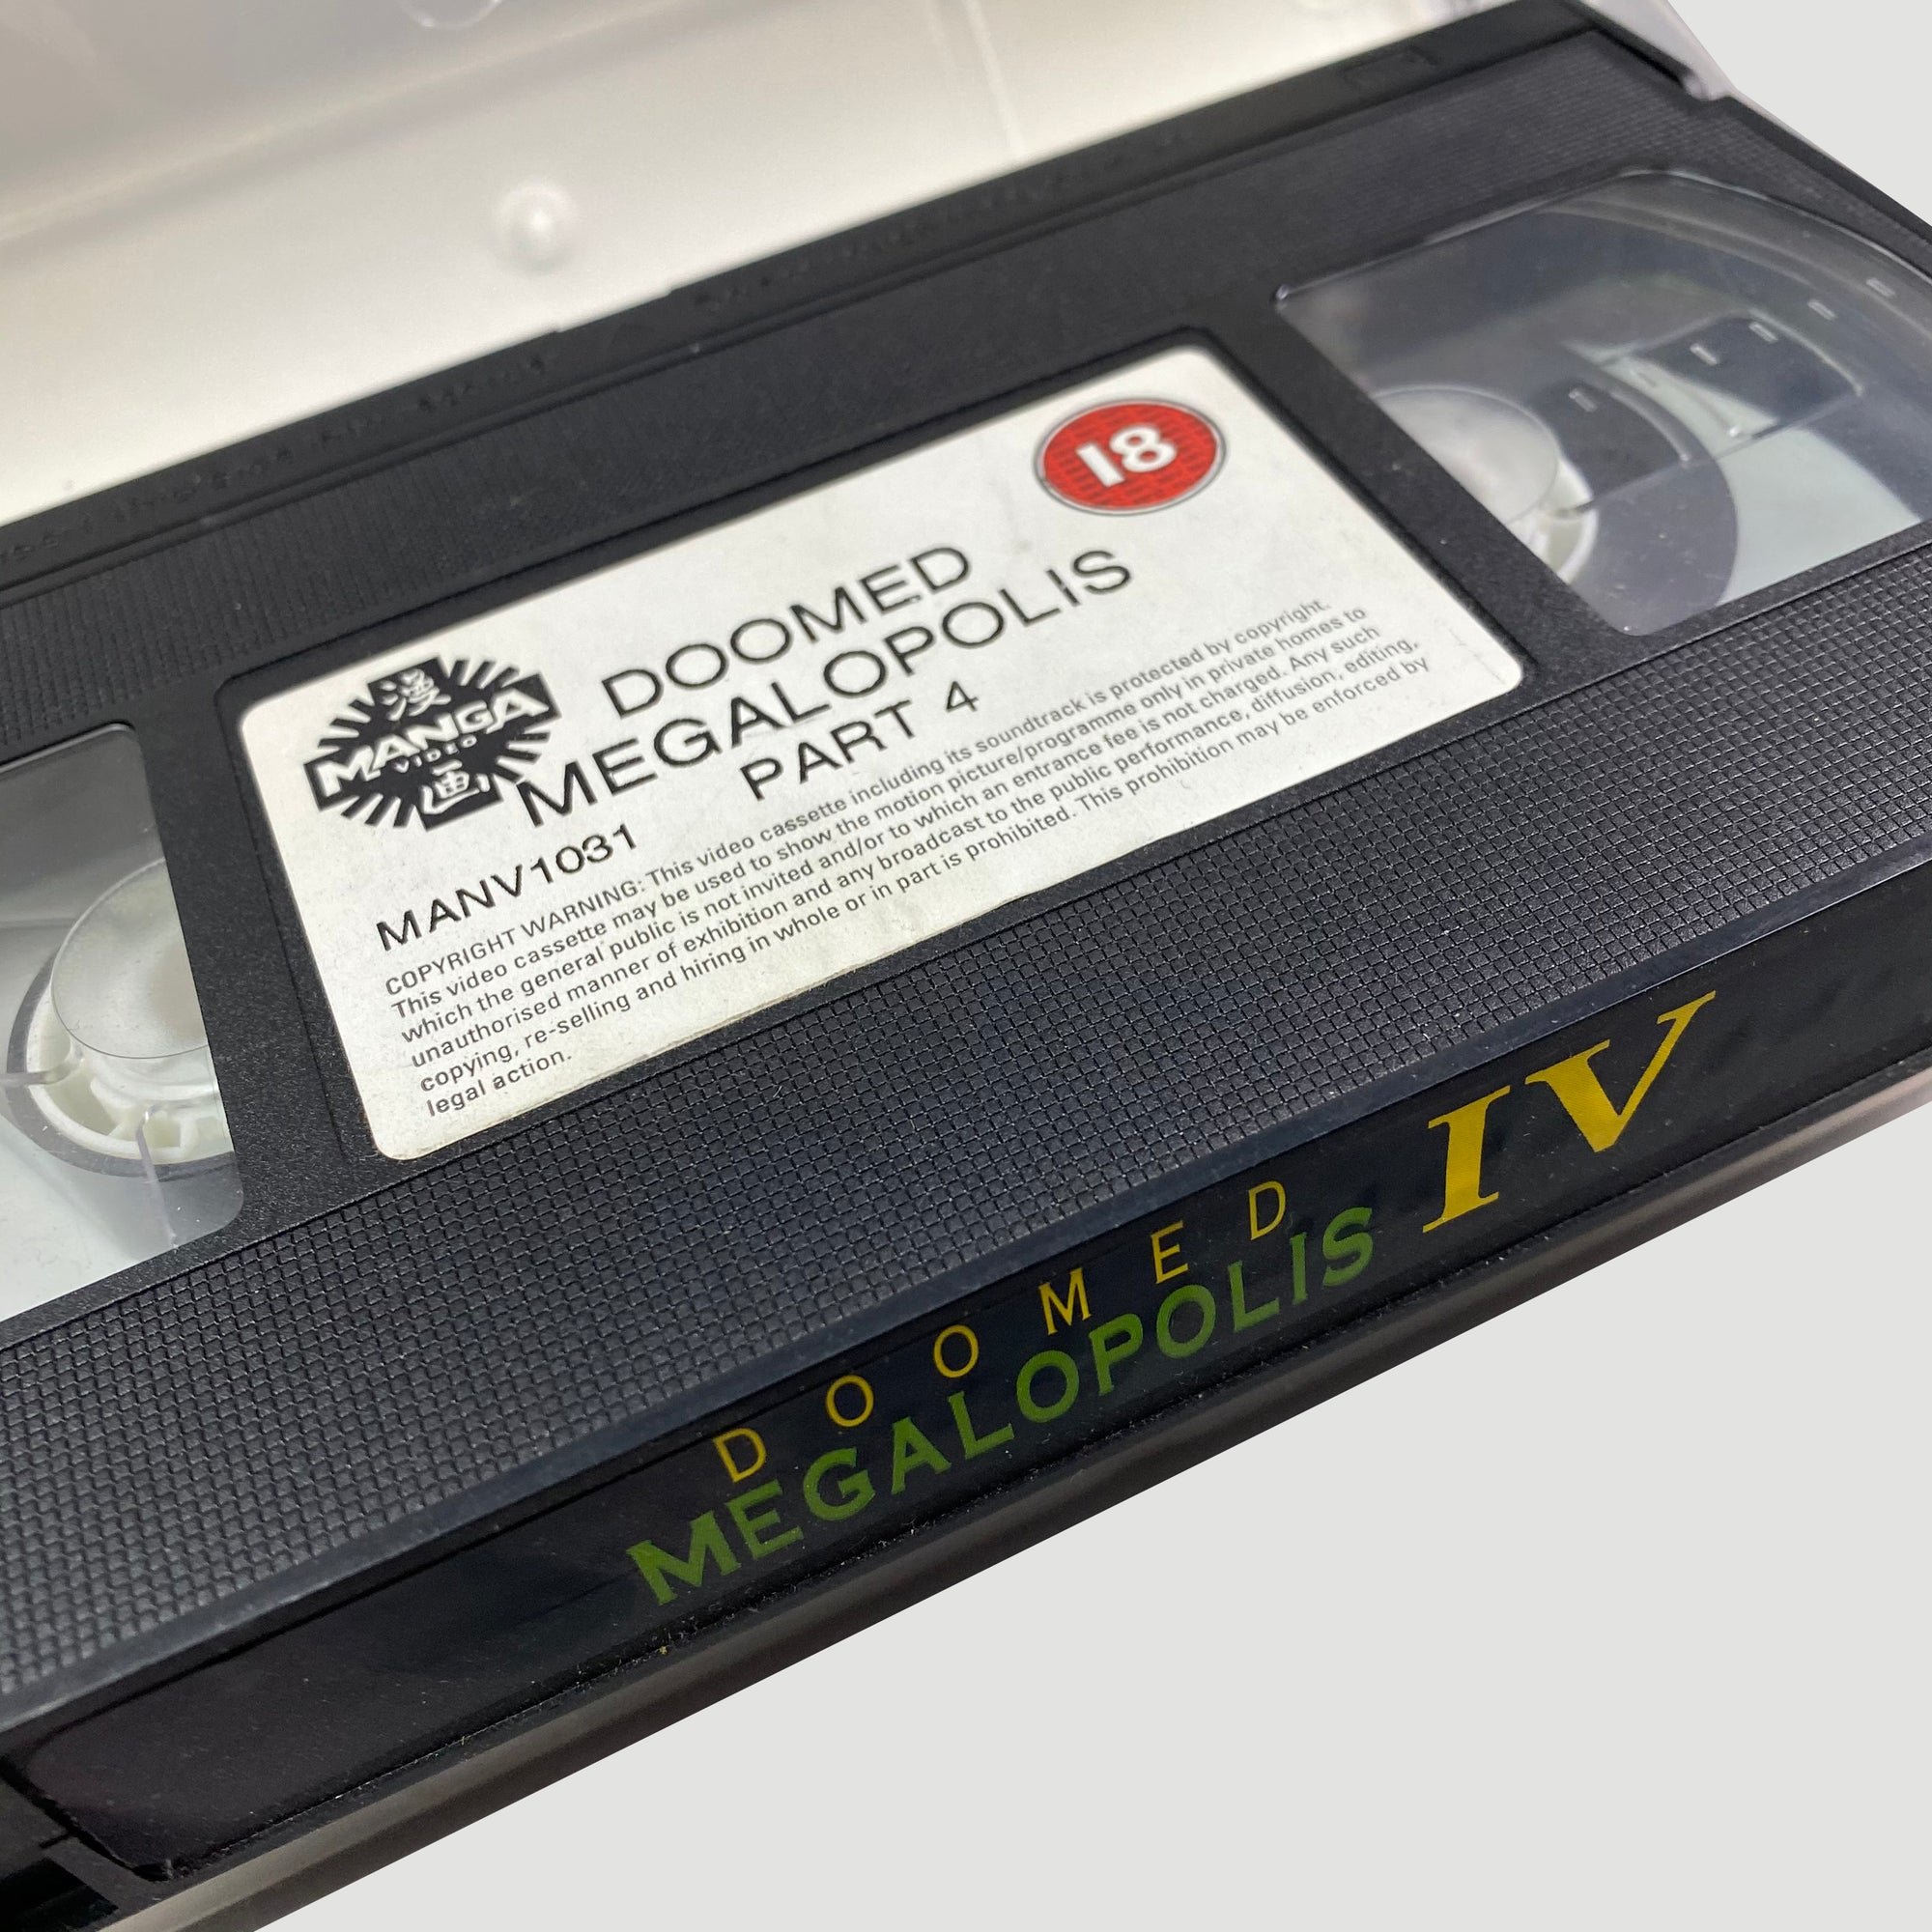 18
漫
MANGA
VIDEO
画
DOOMED
MEGALOPOLIS
PART 4
MANV1031
COPYRIGHT WARNING: This video cassette including its soundtrack is protected by copyright.
This video cassette may be used to show the motion picture/programme only in private homes to
which the general public is not invited and/or to which an entrance fee is not charged. Any such
unauthorised manner of exhibition and any broadcast to the public performance, diffusion, editing,
copying, re-selling and hiring in whole or in part is prohibited. This prohibition may be enforced by
legal action.
DOOMED
MEGALOPOLIS IV